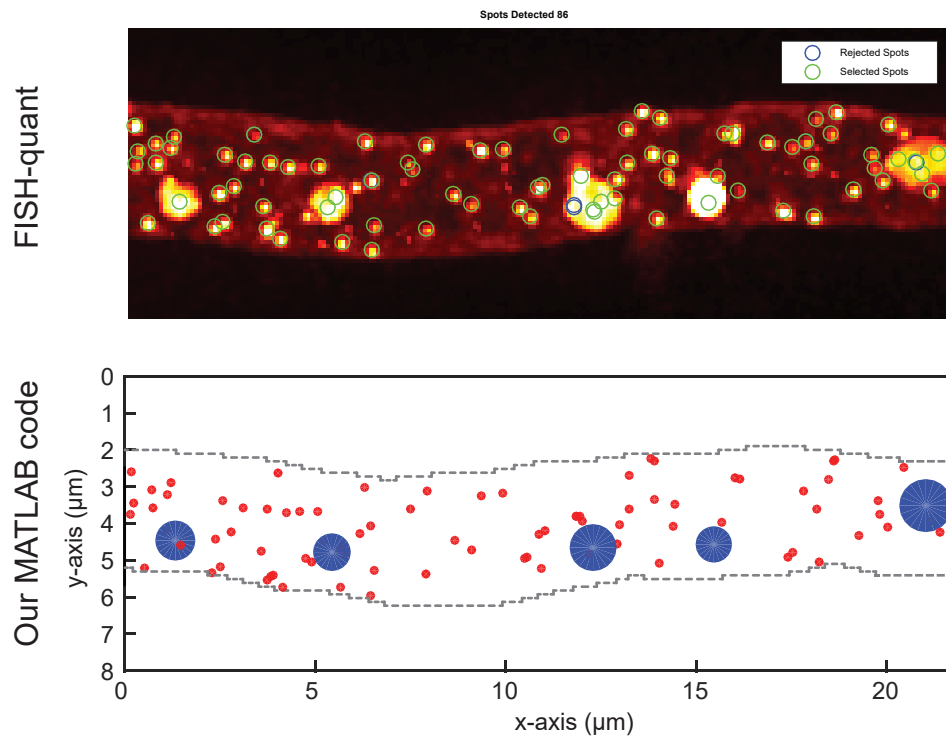 Spots Detected 86
FISH-quant
Rejected Spots
Selected Spots
Our MATLAB code
y-axis (μm)
0
1
2
3
4
5
6
7
8
0
5
10
15
20
x-axis (μm)